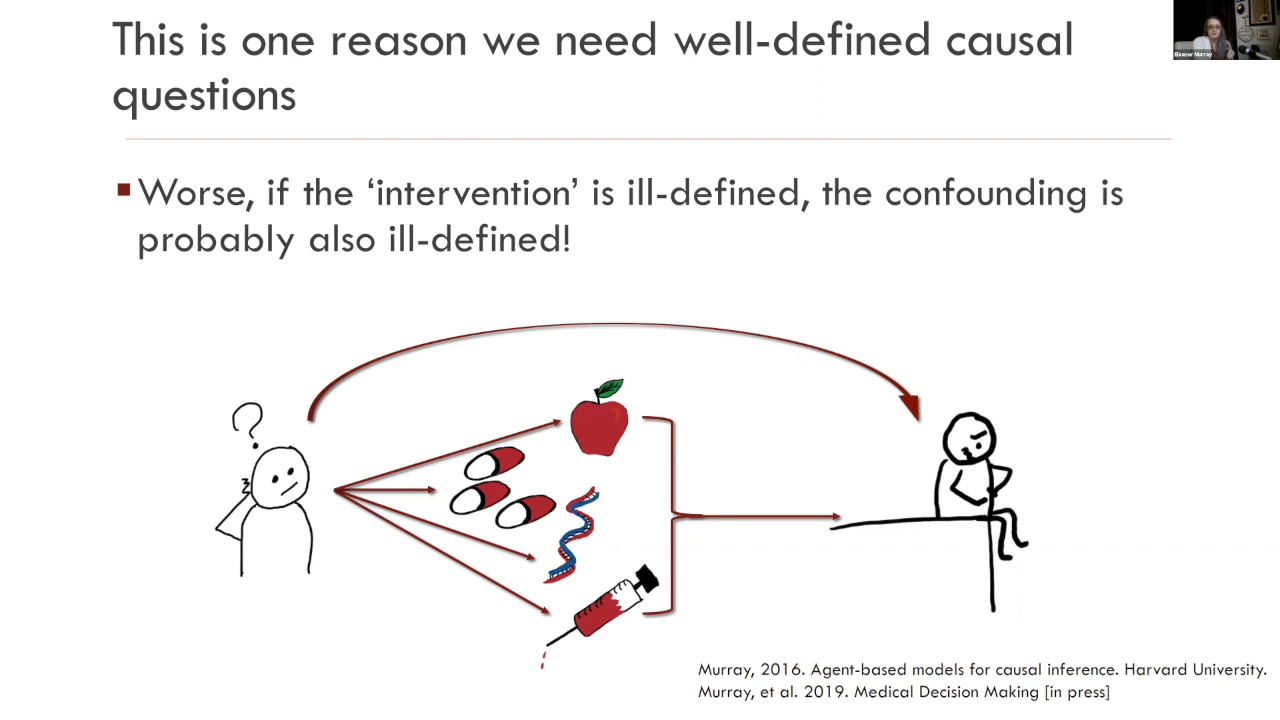 This is one reason we need well-defined causal
questions
Eleanor Murray
Worse, if the ‘intervention’ is ill-defined, the confounding is
probably also ill-defined!
?
Murray, 2016. Agent-based models for causal inference. Harvard University.
Murray, et al. 2019. Medical Decision Making [in press]